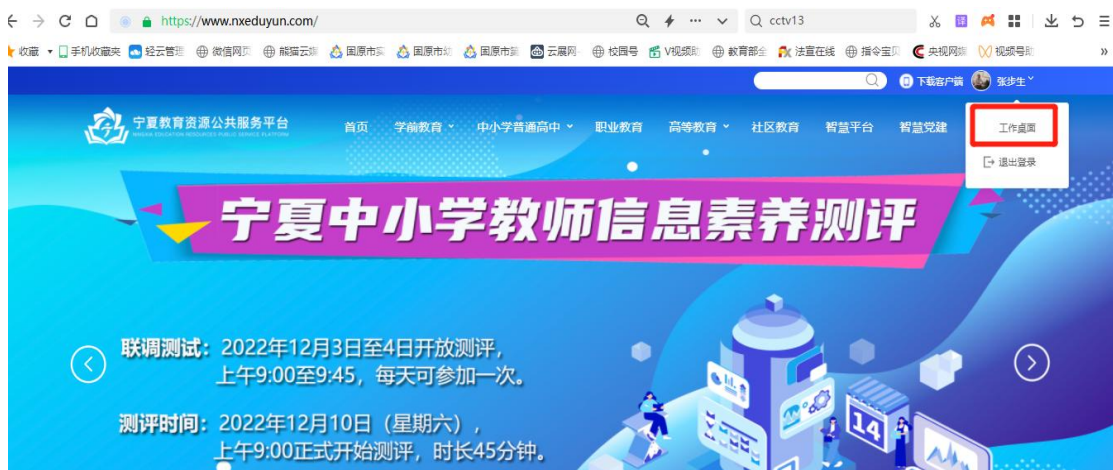 https://www.nxeduyun.com/
cctv13
收藏 手机收藏夹 轻云管 微信网页 熊猫云 固原市 固原市 固原市 云展网 校园号 V视频 教育部全 法宣在线 指令宝 央视网 视频号
下载客户端 张步生
宁夏教育资源公共服务平台 首页 学前教育 中小学普通高中 职业教育 高等教育 社区教育 智慧平台 智慧党建
NINGXIA EDUCATION RESOURCES PUBLIC SERVICE PLATFORM
工作桌面
退出登录
宁夏中小学教师信息素养测评
联调测试：2022年12月3日至4日开放测评，
上午9:00至9:45，每天可参加一次。
测评时间：2022年12月10日（星期六），
上午9:00正式开始测评，时长45分钟。
14